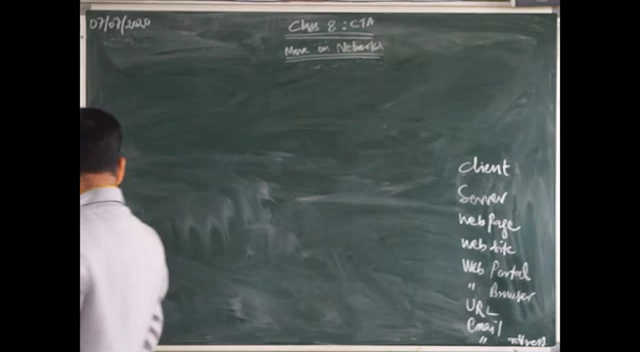 07/07/2020
Class 8 : CTA
More on Networks
Client
Server
Web Page
Web site
Web Portal
" Browser
URL
Email
" address